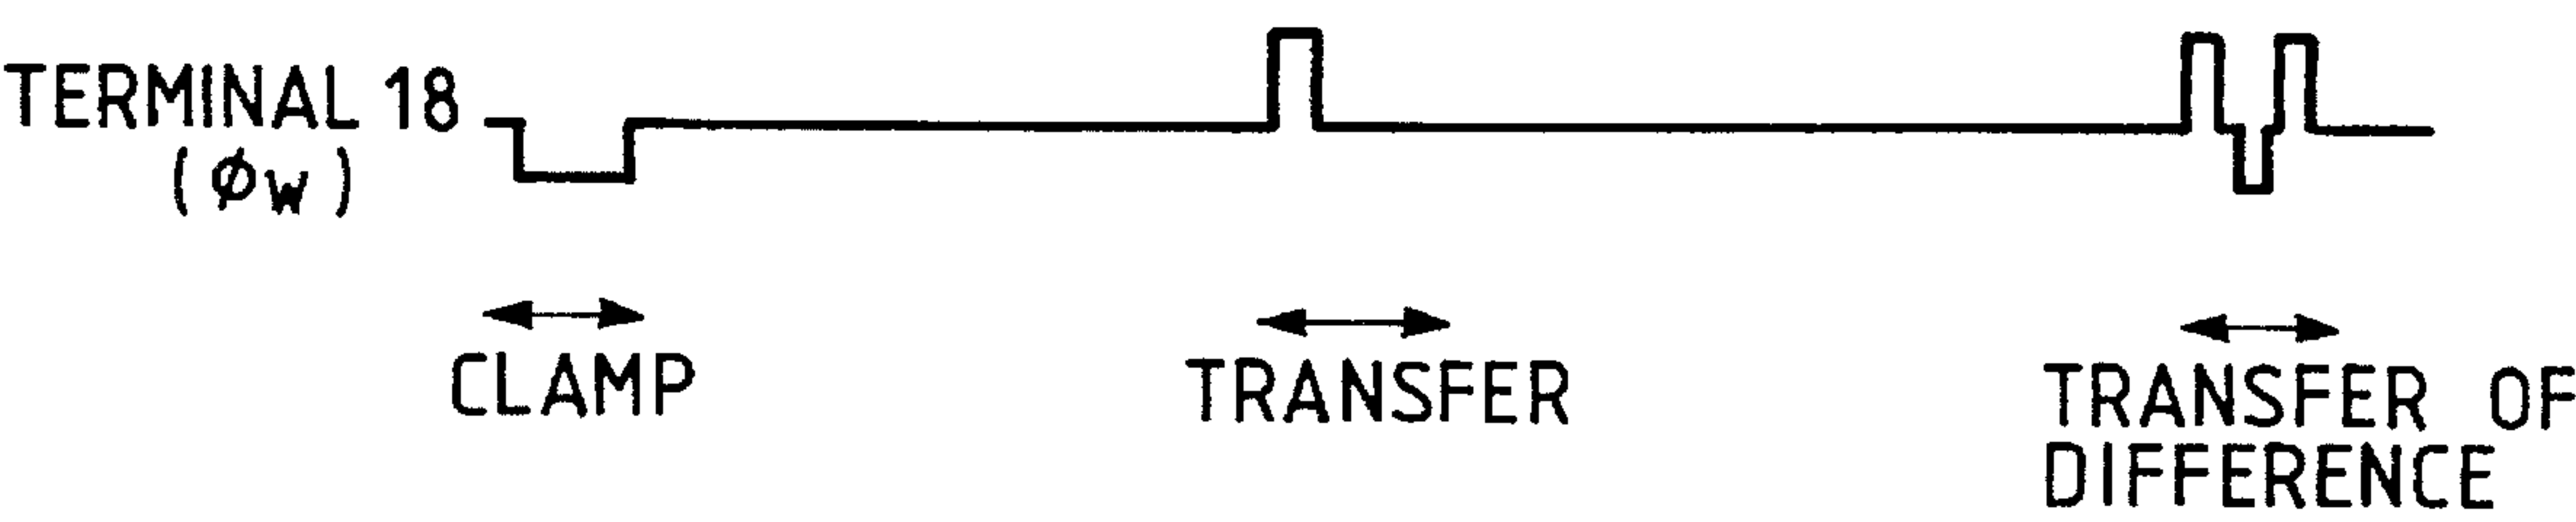 TERMINAL 18
(φw)
CLAMP
TRANSFER
TRANSFER OF
DIFFERENCE